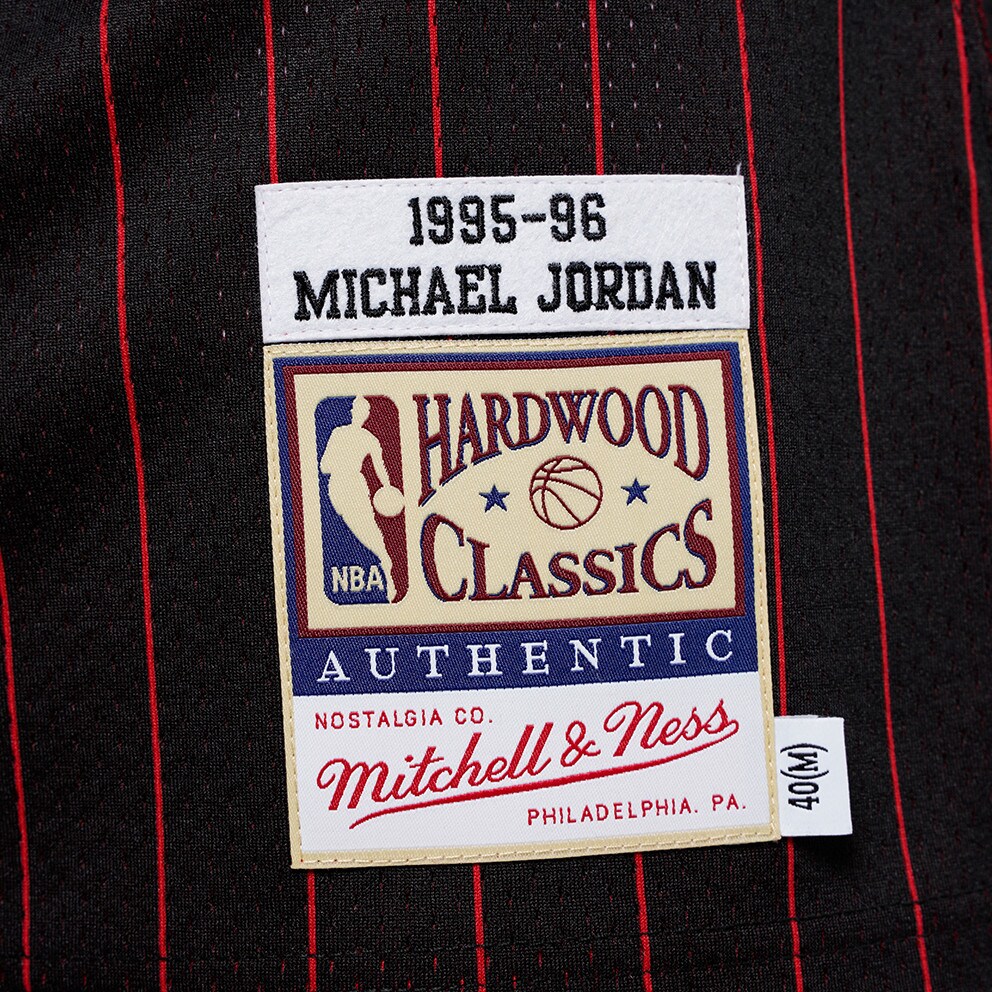 1995-96
MICHAEL JORDAN
HARDWOOD
CLASSICS
NBA
AUTHENTIC
NOSTALGIA CO.
Mitchell & Ness
PHILADELPHIA. PA.
40(M)